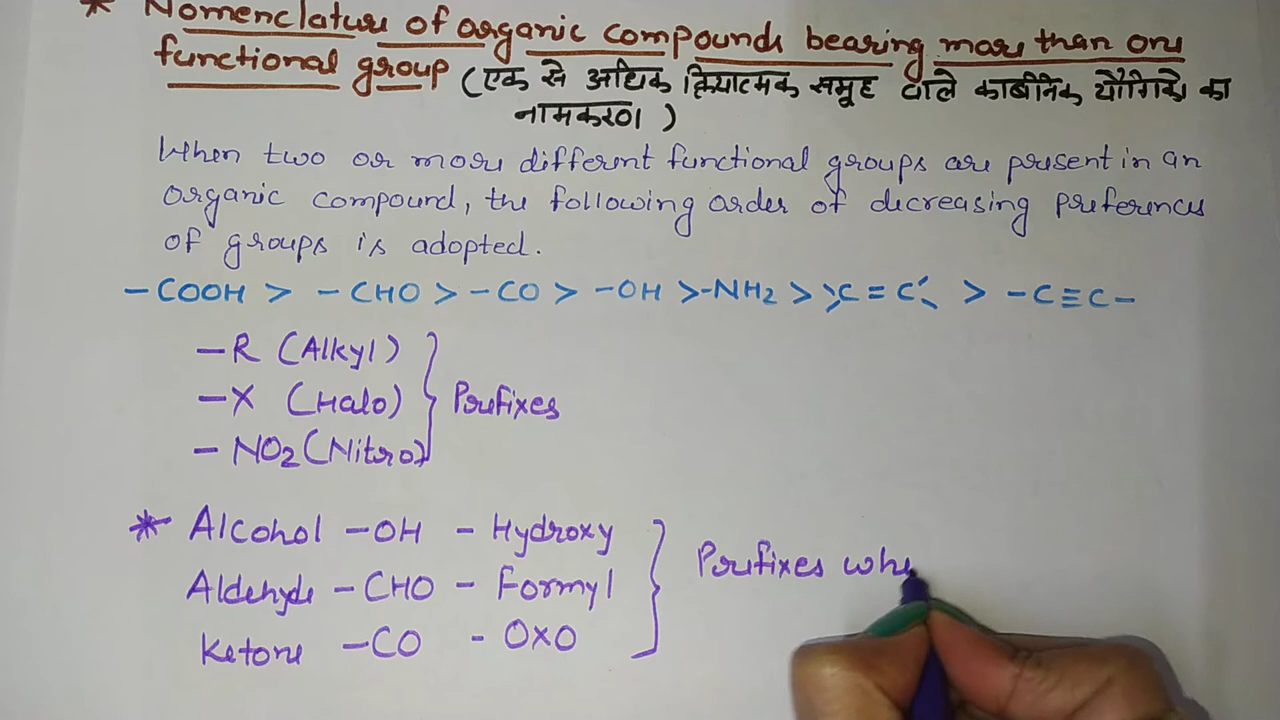 * Nomenclature of organic compounds bearing more than one
functional group (एक से अधिक क्रियात्मक समूह वाले कार्बनिक यौगिकों का
नामकरण )
When two or more different functional groups are present in an
organic compound, the following order of decreasing preference
of groups is adopted.
-COOH > -CHO > -CO > -OH > -NH2 > >C=C< > -C≡C-
-R (Alkyl)
-X (Halo) } Prefixes
-NO2 (Nitro)
* Alcohol -OH - Hydroxy
Aldehyde -CHO - Formyl } Prefixes whe
Ketone -CO - Oxo